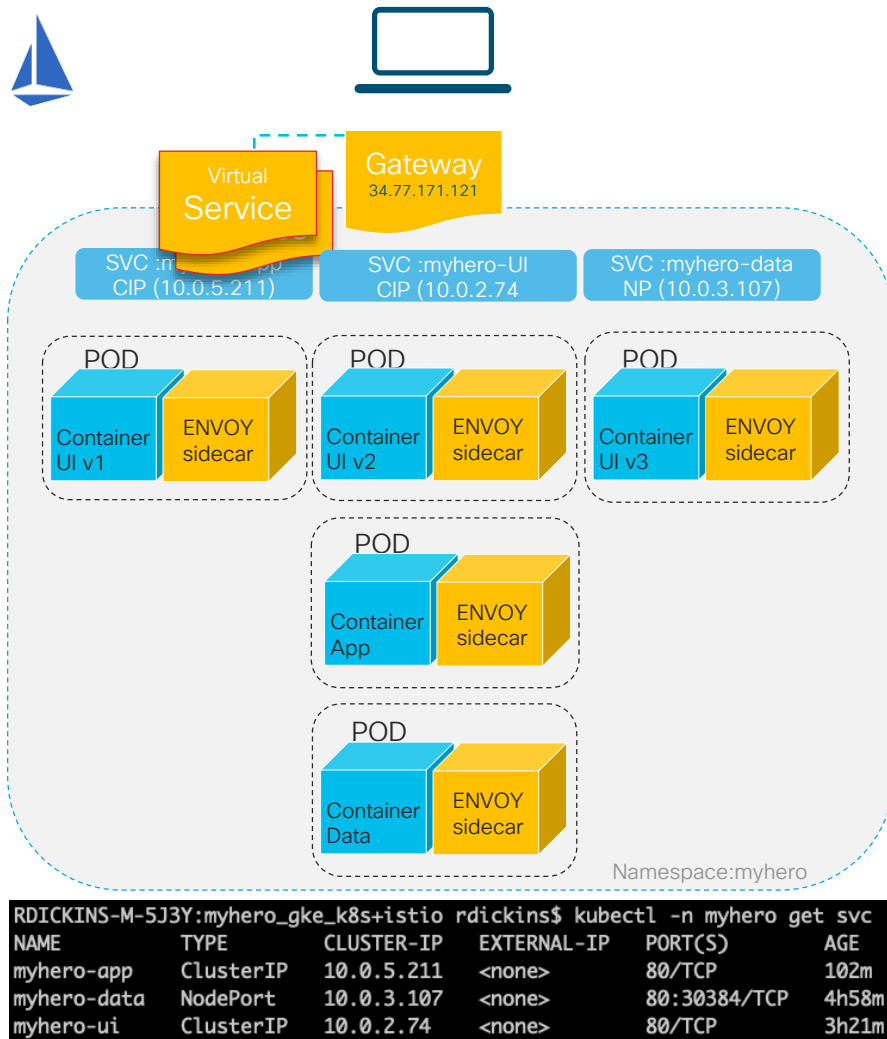 Virtual
Service
Gateway
34.77.171.121
SVC :m
CIP (10.0.5.211)
SVC :myhero-UI
CIP (10.0.2.74
SVC :myhero-data
NP (10.0.3.107)
POD
Container
UI v1
ENVOY
sidecar
POD
Container
UI v2
ENVOY
sidecar
POD
Container
UI v3
ENVOY
sidecar
POD
Container
App
ENVOY
sidecar
POD
Container
Data
ENVOY
sidecar
Namespace:myhero
RDICKINS-M-5J3Y:myhero_gke_k8s+istio rdickins$ kubectl -n myhero get svc
NAME TYPE CLUSTER-IP EXTERNAL-IP PORT(S) AGE
myhero-app ClusterIP 10.0.5.211 <none> 80/TCP 102m
myhero-data NodePort 10.0.3.107 <none> 80:30384/TCP 4h58m
myhero-ui ClusterIP 10.0.2.74 <none> 80/TCP 3h21m